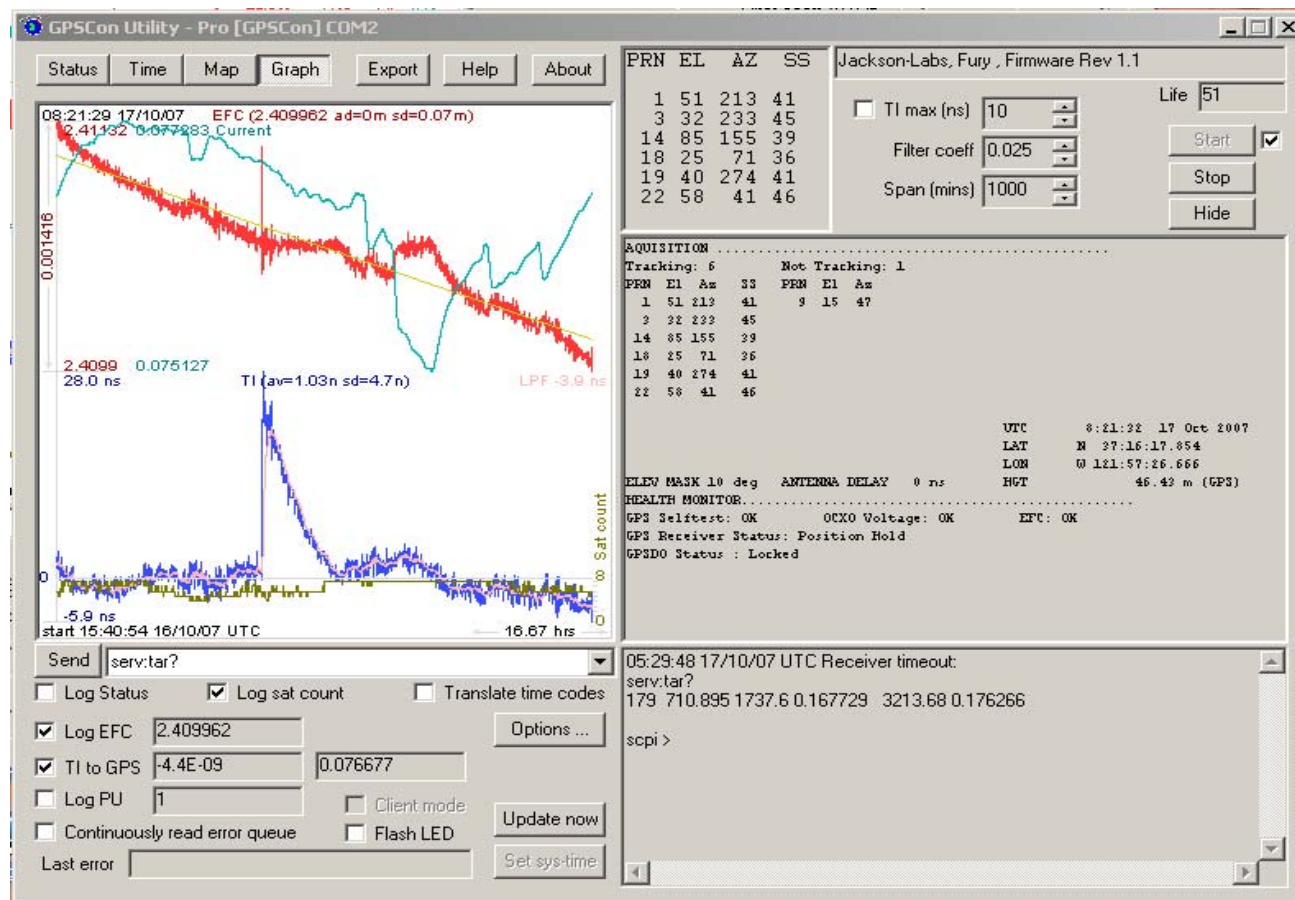 GPSCon Utility - Pro [GPSCon] COM2
Status Time Map Graph Export Help About
08:21:29 17/10/07 EFC (2.409962 ad=0m sd=0.07m)
2.41132 0.077283 Current
0.001416
2.4099 0.075127
28.0 ns TI (av=1.03n sd=4.7n) LPF -3.9 ns
0
8 Sat count
0
-5.9 ns
start 15:40:54 16/10/07 UTC 16.67 hrs
PRN EL AZ SS
1 51 213 41
3 32 233 45
14 85 155 39
18 25 71 36
19 40 274 41
22 58 41 46
Jackson-Labs, Fury , Firmware Rev 1.1
TI max (ns) 10
Filter coeff 0.025
Span (mins) 1000
Life 51
Start
Stop
Hide
AQUISITION ............................................................
Tracking: 6 Not Tracking: 1
PRN El Az SS PRN El Az
1 51 213 41 9 15 47
3 32 233 45
14 85 155 39
18 25 71 36
19 40 274 41
22 58 41 46
UTC 8:21:32 17 Oct 2007
LAT N 37:16:17.854
LON W 121:57:26.666
ELEV MASK 10 deg ANTENNA DELAY 0 ns HGT 46.43 m (GPS)
HEALTH MONITOR............................................................
GPS Selftest: OK OCXO Voltage: OK EFC: OK
GPS Receiver Status: Position Hold
GPSDO Status : Locked
Send serv:tar?
Log Status Log sat count Translate time codes
Log EFC 2.409962 Options ...
TI to GPS -4.4E-09 0.076677
Log PU 1 Client mode
Update now
Continuously read error queue Flash LED
Last error Set sys-time
05:29:48 17/10/07 UTC Receiver timeout:
serv:tar?
179 710.895 1737.6 0.167729 3213.68 0.176266
scpi >